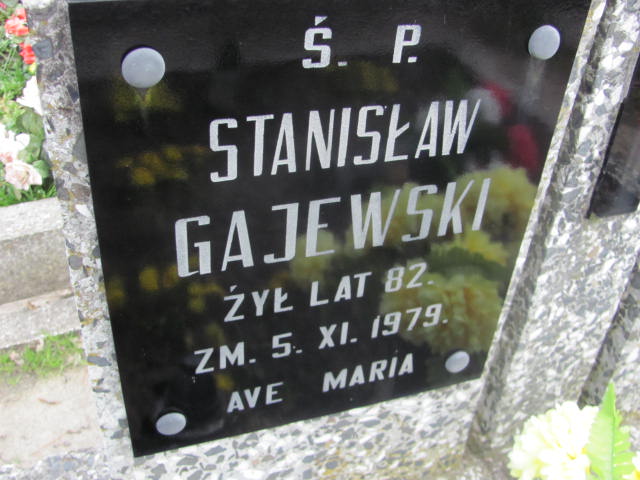 Ś. P.
STANISŁAW
GAJEWSKI
ŻYŁ LAT 82.
ZM. 5. XI. 1979.
AVE MARIA